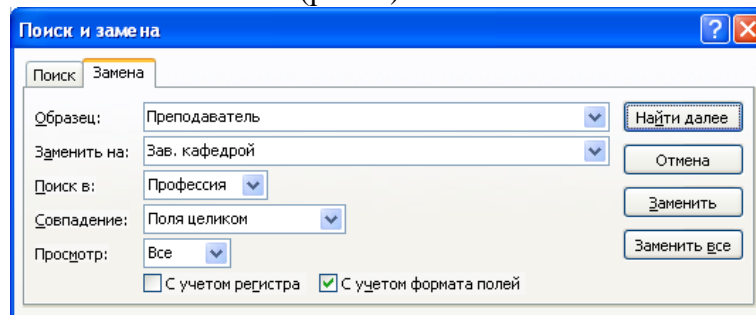 Поиск и замена
Поиск Замена
Образец: Преподаватель Найти далее
Заменить на: Зав. кафедрой Отмена
Поиск в: Профессия
Заменить
Совпадение: Поля целиком
Просмотр: Все Заменить все
С учетом регистра С учетом формата полей